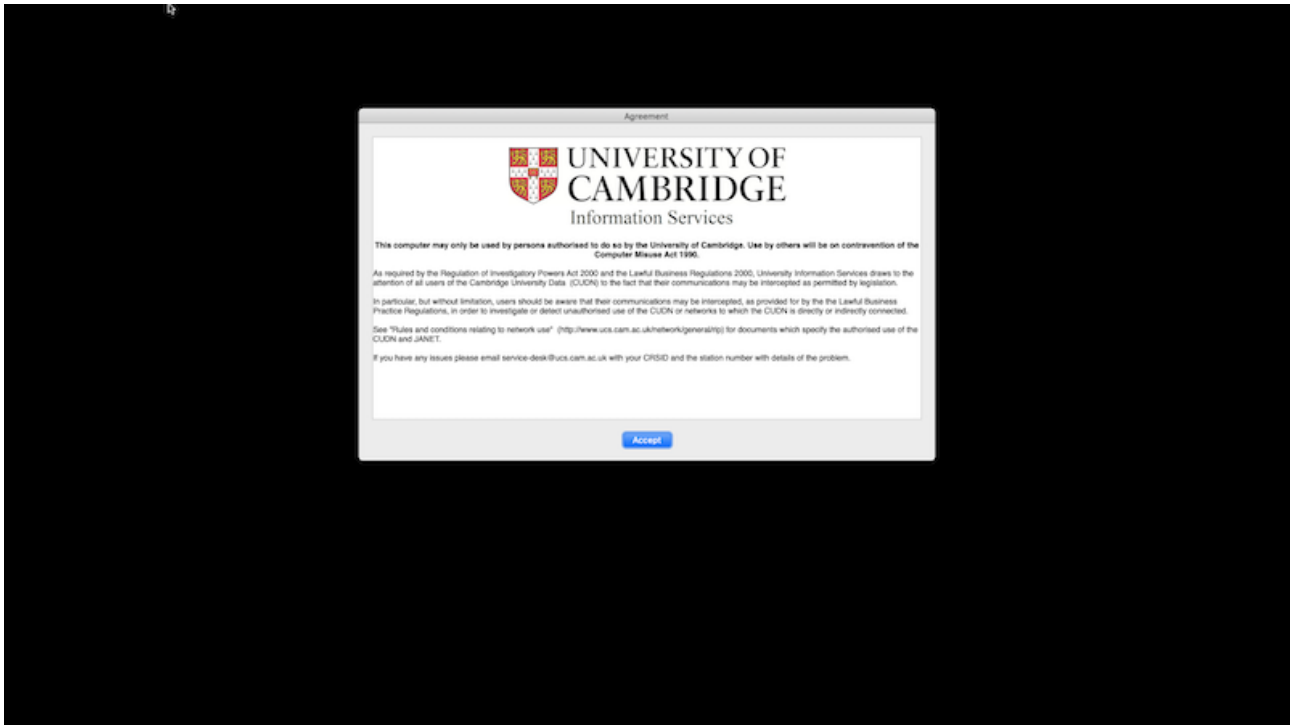 Agreement
UNIVERSITY OF
CAMBRIDGE
Information Services
This computer may only be used by persons authorised to do so by the University of Cambridge. Use by others will be on contravention of the
Computer Misuse Act 1990.
As required by the Regulation of Investigatory Powers Act 2000 and the Lawful Business Regulations 2000, University Information Services draws to the
attention of all users of the Cambridge University Data (CUDN) to the fact that their communications may be intercepted as permitted by legislation.
In particular, but without limitation, users should be aware that their communications may be intercepted, as provided for by the the Lawful Business
Practice Regulations, in order to investigate or detect unauthorised use of the CUDN or networks to which the CUDN is directly or indirectly connected.
See "Rules and conditions relating to network use" (http://www.ucs.cam.ac.uk/network/general/rip) for documents which specify the authorised use of the
CUDN and JANET.
If you have any issues please email service-desk@ucs.cam.ac.uk with your CRSID and the station number with details of the problem.
Accept